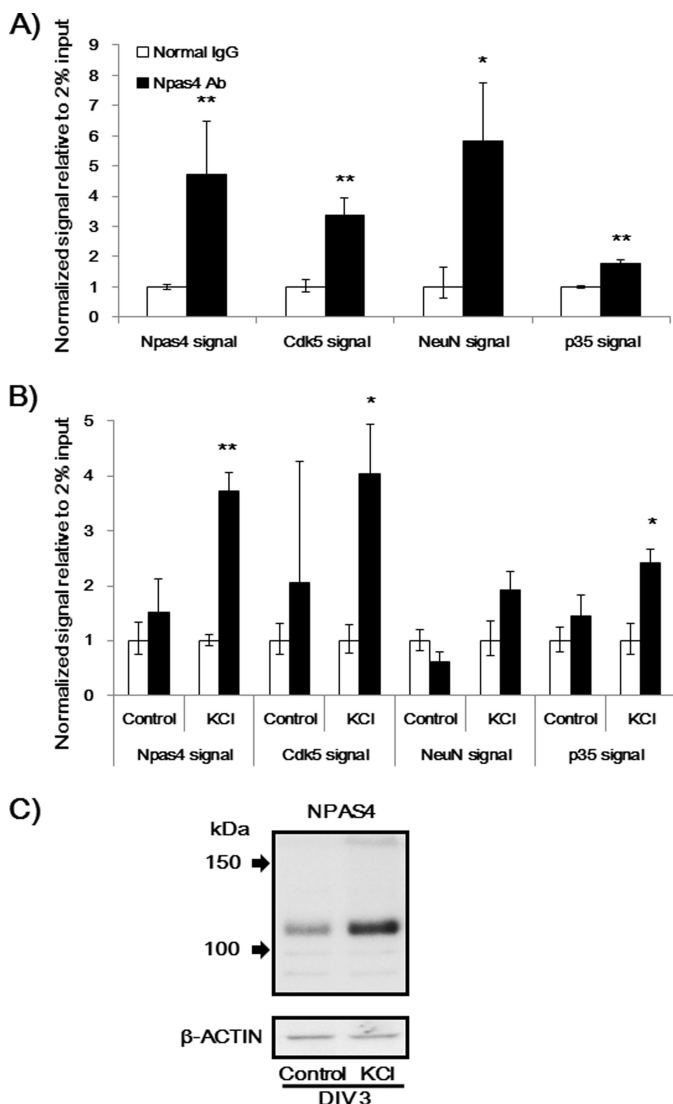 A)
Normalized signal relative to 2% input
9
8
7
6
5
4
3
2
1
0
Normal IgG
Npas4 Ab
**
**
*
**
Npas4 signal Cdk5 signal NeuN signal p35 signal
B)
Normalized signal relative to 2% input
5
4
3
2
1
0
**
*
*
Control KCl Control KCl Control KCl Control KCl
Npas4 signal Cdk5 signal NeuN signal p35 signal
C)
NPAS4
kDa
150
100
β-ACTIN
Control KCl
DIV3